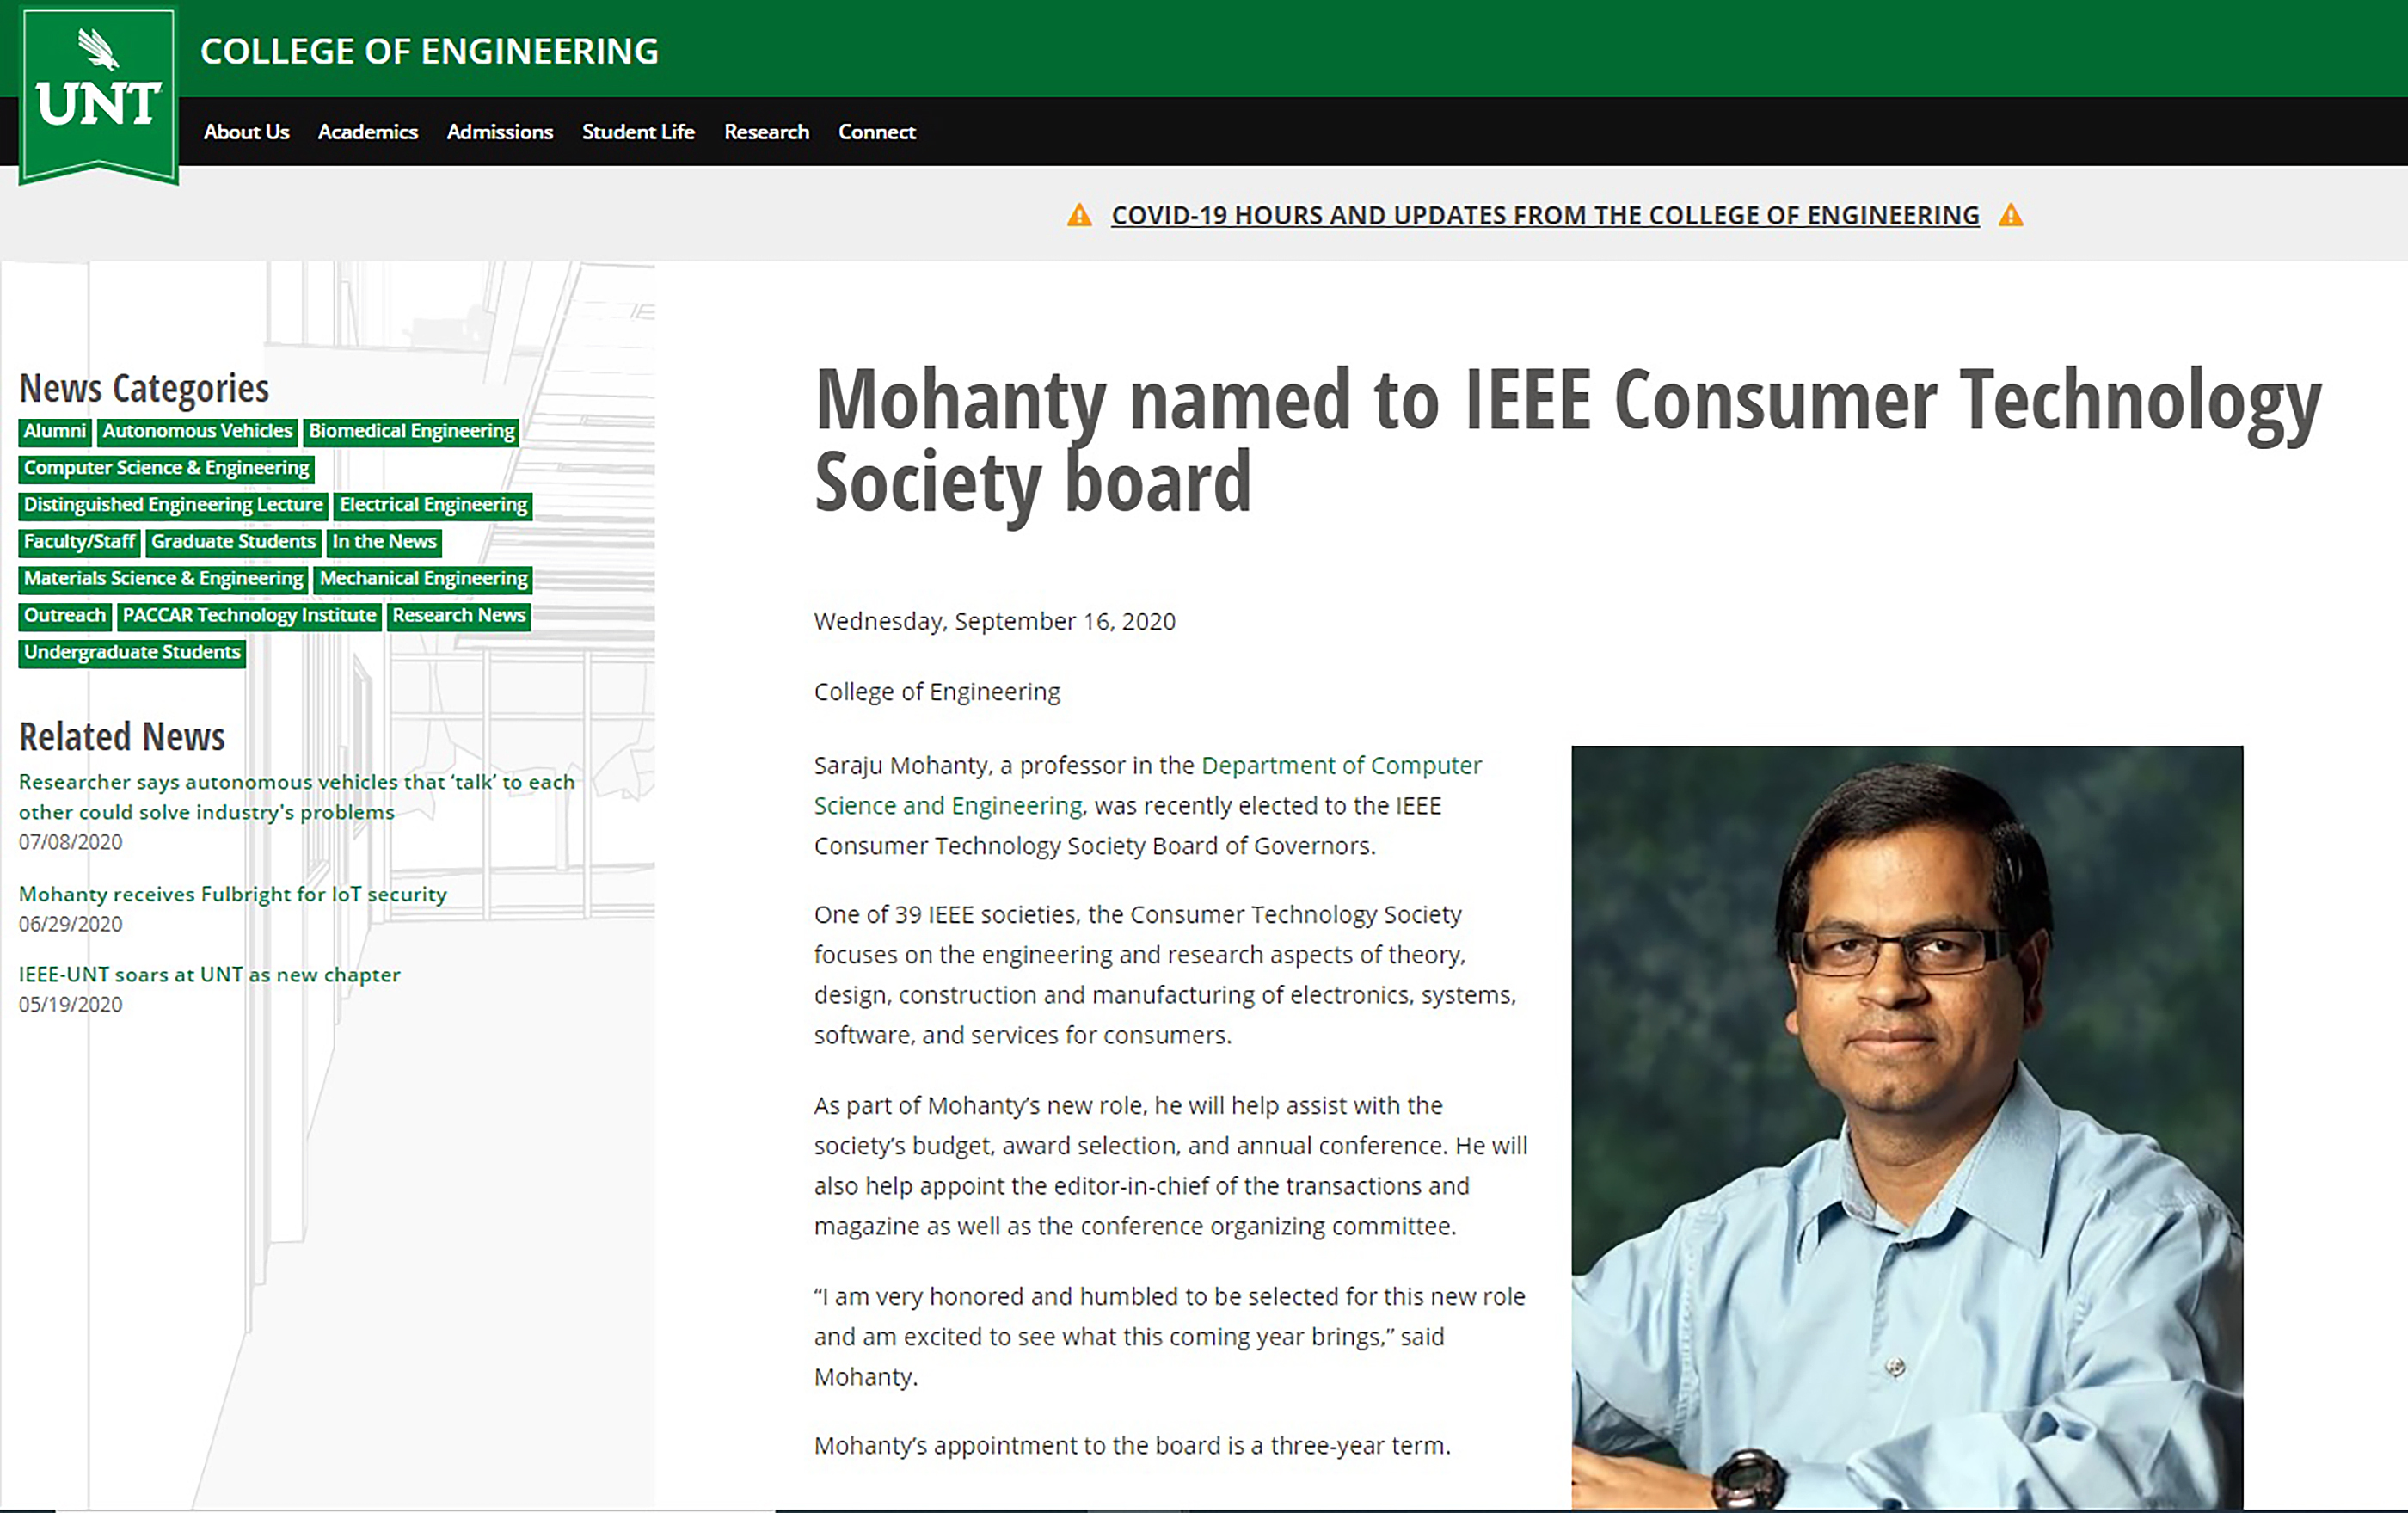 UNT
COLLEGE OF ENGINEERING
About Us Academics Admissions Student Life Research Connect
COVID-19 HOURS AND UPDATES FROM THE COLLEGE OF ENGINEERING
News Categories
Alumni Autonomous Vehicles Biomedical Engineering
Computer Science & Engineering
Distinguished Engineering Lecture Electrical Engineering
Faculty/Staff Graduate Students In the News
Materials Science & Engineering Mechanical Engineering
Outreach PACCAR Technology Institute Research News
Undergraduate Students
Related News
Researcher says autonomous vehicles that ‘talk’ to each
other could solve industry's problems
07/08/2020
Mohanty receives Fulbright for IoT security
06/29/2020
IEEE-UNT soars at UNT as new chapter
05/19/2020
Mohanty named to IEEE Consumer Technology
Society board
Wednesday, September 16, 2020
College of Engineering
Saraju Mohanty, a professor in the Department of Computer
Science and Engineering, was recently elected to the IEEE
Consumer Technology Society Board of Governors.
One of 39 IEEE societies, the Consumer Technology Society
focuses on the engineering and research aspects of theory,
design, construction and manufacturing of electronics, systems,
software, and services for consumers.
As part of Mohanty’s new role, he will help assist with the
society’s budget, award selection, and annual conference. He will
also help appoint the editor-in-chief of the transactions and
magazine as well as the conference organizing committee.
“I am very honored and humbled to be selected for this new role
and am excited to see what this coming year brings,” said
Mohanty.
Mohanty’s appointment to the board is a three-year term.